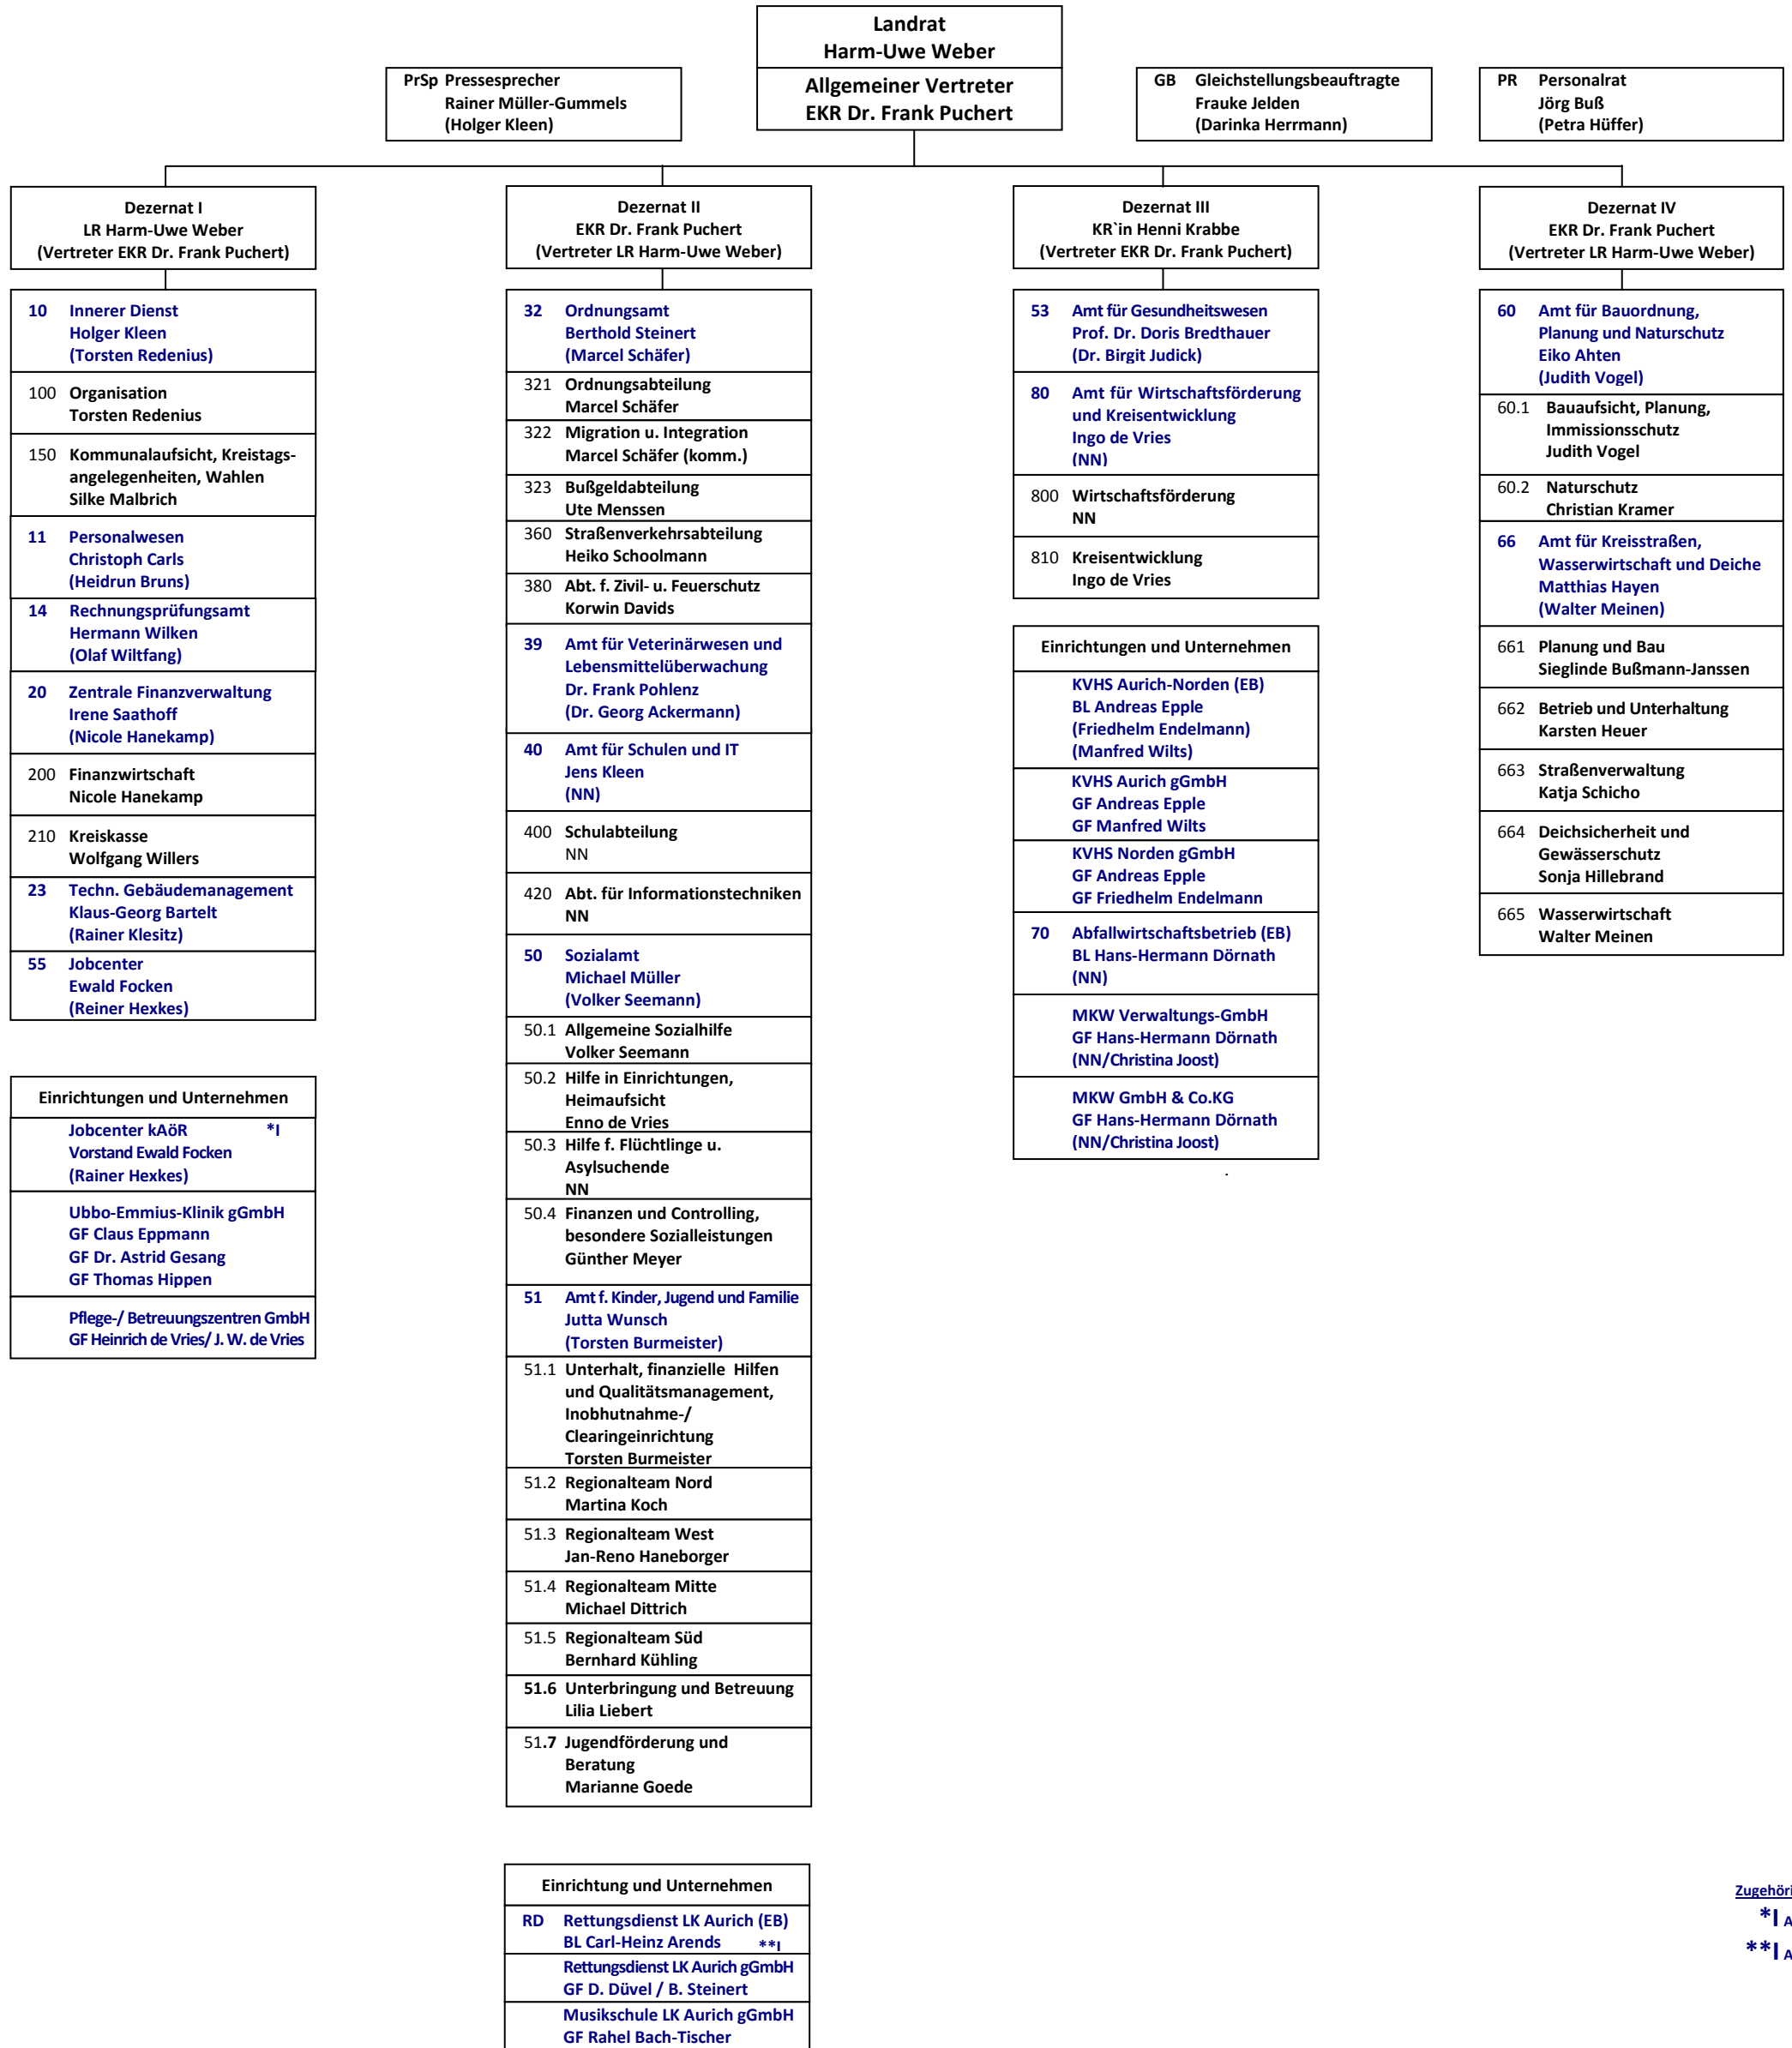 Landrat
Harm-Uwe Weber
Allgemeiner Vertreter
EKR Dr. Frank Puchert
PrSp Pressesprecher
Rainer Müller-Gummels
(Holger Kleen)
GB Gleichstellungsbeauftragte
Frauke Jelden
(Darinka Herrmann)
PR Personalrat
Jörg Buß
(Petra Hüffer)
Dezernat I
LR Harm-Uwe Weber
(Vertreter EKR Dr. Frank Puchert)
10 Innerer Dienst
Holger Kleen
(Torsten Redenius)
100 Organisation
Torsten Redenius
150 Kommunalaufsicht, Kreistags-
angelegenheiten, Wahlen
Silke Malbrich
11 Personalwesen
Christoph Carls
(Heidrun Bruns)
14 Rechnungsprüfungsamt
Hermann Wilken
(Olaf Wiltfang)
20 Zentrale Finanzverwaltung
Irene Saathoff
(Nicole Hanekamp)
200 Finanzwirtschaft
Nicole Hanekamp
210 Kreiskasse
Wolfgang Willers
23 Techn. Gebäudemanagement
Klaus-Georg Bartelt
(Rainer Klesitz)
55 Jobcenter
Ewald Focken
(Reiner Hexkes)
Einrichtungen und Unternehmen
Jobcenter kAöR *I
Vorstand Ewald Focken
(Rainer Hexkes)
Ubbo-Emmius-Klinik gGmbH
GF Claus Eppmann
GF Dr. Astrid Gesang
GF Thomas Hippen
Pflege-/ Betreuungszentren GmbH
GF Heinrich de Vries/ J. W. de Vries
Dezernat II
EKR Dr. Frank Puchert
(Vertreter LR Harm-Uwe Weber)
32 Ordnungsamt
Berthold Steinert
(Marcel Schäfer)
321 Ordnungsabteilung
Marcel Schäfer
322 Migration u. Integration
Marcel Schäfer (komm.)
323 Bußgeldabteilung
Ute Menssen
360 Straßenverkehrsabteilung
Heiko Schoolmann
380 Abt. f. Zivil- u. Feuerschutz
Korwin Davids
39 Amt für Veterinärwesen und
Lebensmittelüberwachung
Dr. Frank Pohlenz
(Dr. Georg Ackermann)
40 Amt für Schulen und IT
Jens Kleen
(NN)
400 Schulabteilung
NN
420 Abt. für Informationstechniken
NN
50 Sozialamt
Michael Müller
(Volker Seemann)
50.1 Allgemeine Sozialhilfe
Volker Seemann
50.2 Hilfe in Einrichtungen,
Heimaufsicht
Enno de Vries
50.3 Hilfe f. Flüchtlinge u.
Asylsuchende
NN
50.4 Finanzen und Controlling,
besondere Sozialleistungen
Günther Meyer
51 Amt f. Kinder, Jugend und Familie
Jutta Wunsch
(Torsten Burmeister)
51.1 Unterhalt, finanzielle Hilfen
und Qualitätsmanagement,
Inobhutnahme-/
Clearingeinrichtung
Torsten Burmeister
51.2 Regionalteam Nord
Martina Koch
51.3 Regionalteam West
Jan-Reno Haneborger
51.4 Regionalteam Mitte
Michael Dittrich
51.5 Regionalteam Süd
Bernhard Kühling
51.6 Unterbringung und Betreuung
Lilia Liebert
51.7 Jugendförderung und
Beratung
Marianne Goede
Einrichtung und Unternehmen
RD Rettungsdienst LK Aurich (EB)
BL Carl-Heinz Arends **I
Rettungsdienst LK Aurich gGmbH
GF D. Düvel / B. Steinert
Musikschule LK Aurich gGmbH
GF Rahel Bach-Tischer
Dezernat III
KR`in Henni Krabbe
(Vertreter EKR Dr. Frank Puchert)
53 Amt für Gesundheitswesen
Prof. Dr. Doris Bredthauer
(Dr. Birgit Judick)
80 Amt für Wirtschaftsförderung
und Kreisentwicklung
Ingo de Vries
(NN)
800 Wirtschaftsförderung
NN
810 Kreisentwicklung
Ingo de Vries
Einrichtungen und Unternehmen
KVHS Aurich-Norden (EB)
BL Andreas Epple
(Friedhelm Endelmann)
(Manfred Wilts)
KVHS Aurich gGmbH
GF Andreas Epple
GF Manfred Wilts
KVHS Norden gGmbH
GF Andreas Epple
GF Friedhelm Endelmann
70 Abfallwirtschaftsbetrieb (EB)
BL Hans-Hermann Dörnath
(NN)
MKW Verwaltungs-GmbH
GF Hans-Hermann Dörnath
(NN/Christina Joost)
MKW GmbH & Co.KG
GF Hans-Hermann Dörnath
(NN/Christina Joost)
.
Dezernat IV
EKR Dr. Frank Puchert
(Vertreter LR Harm-Uwe Weber)
60 Amt für Bauordnung,
Planung und Naturschutz
Eiko Ahten
(Judith Vogel)
60.1 Bauaufsicht, Planung,
Immissionsschutz
Judith Vogel
60.2 Naturschutz
Christian Kramer
66 Amt für Kreisstraßen,
Wasserwirtschaft und Deiche
Matthias Hayen
(Walter Meinen)
661 Planung und Bau
Sieglinde Bußmann-Janssen
662 Betrieb und Unterhaltung
Karsten Heuer
663 Straßenverwaltung
Katja Schicho
664 Deichsicherheit und
Gewässerschutz
Sonja Hillebrand
665 Wasserwirtschaft
Walter Meinen
Zugehöri
*I A
**I A